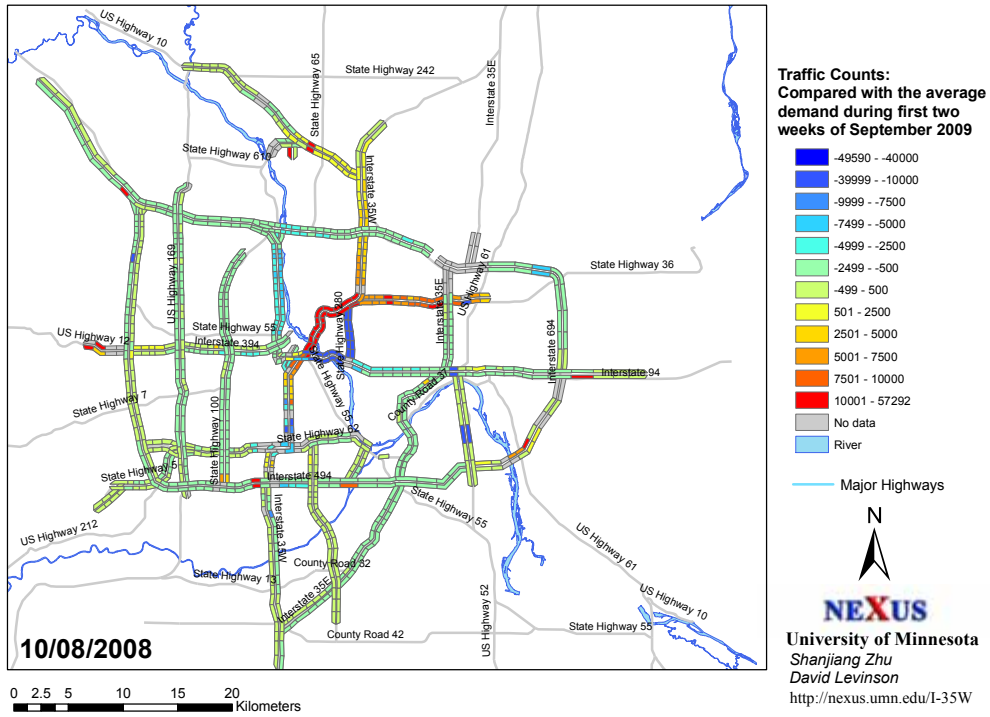 US Highway 10
State Highway 65
State Highway 242
Interstate 35E
State Highway 610
Interstate 35W
US Highway 169
US Highway 61
State Highway 36
State Highway 280
Interstate 35E
US Highway 12
State Highway 55
Interstate 394
Interstate 694
State Highway 55
Interstate 94
County Road 37
State Highway 7
State Highway 100
State Highway 62
State Highway 5
Interstate 494
State Highway 55
US Highway 212
Interstate 35W
US Highway 61
County Road 32
State Highway 13
Interstate 35E
US Highway 52
US Highway 10
State Highway 55
County Road 42
10/08/2008
0 2.5 5 10 15 20
Kilometers
Traffic Counts:
Compared with the average
demand during first two
weeks of September 2009
-49590 - -40000
-39999 - -10000
-9999 - -7500
-7499 - -5000
-4999 - -2500
-2499 - -500
-499 - 500
501 - 2500
2501 - 5000
5001 - 7500
7501 - 10000
10001 - 57292
No data
River
Major Highways
N
NEXUS
University of Minnesota
Shanjiang Zhu
David Levinson
http://nexus.umn.edu/I-35W